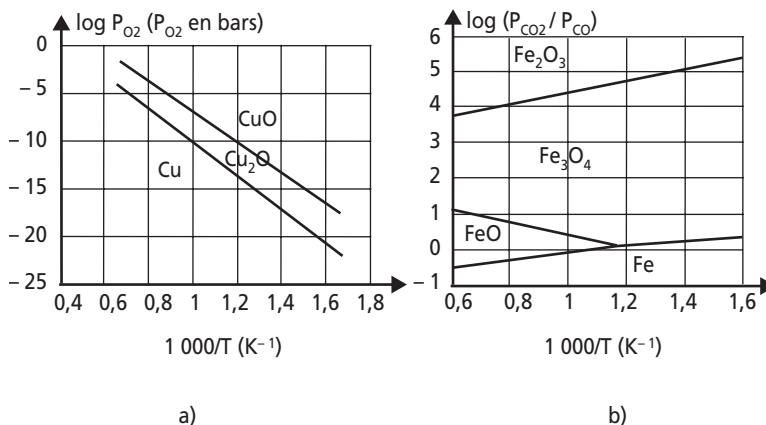 log P_O2 (P_O2 en bars)
0
– 5
– 10
– 15
– 20
– 25
CuO
Cu₂O
Cu
0,4 0,6 0,8 1 1,2 1,4 1,6 1,8
1 000/T (K⁻¹)
a)
log (P_CO2 / P_CO)
6
5
4
3
2
1
0
– 1
Fe₂O₃
Fe₃O₄
FeO
Fe
0,6 0,8 1 1,2 1,4 1,6
1 000/T (K⁻¹)
b)